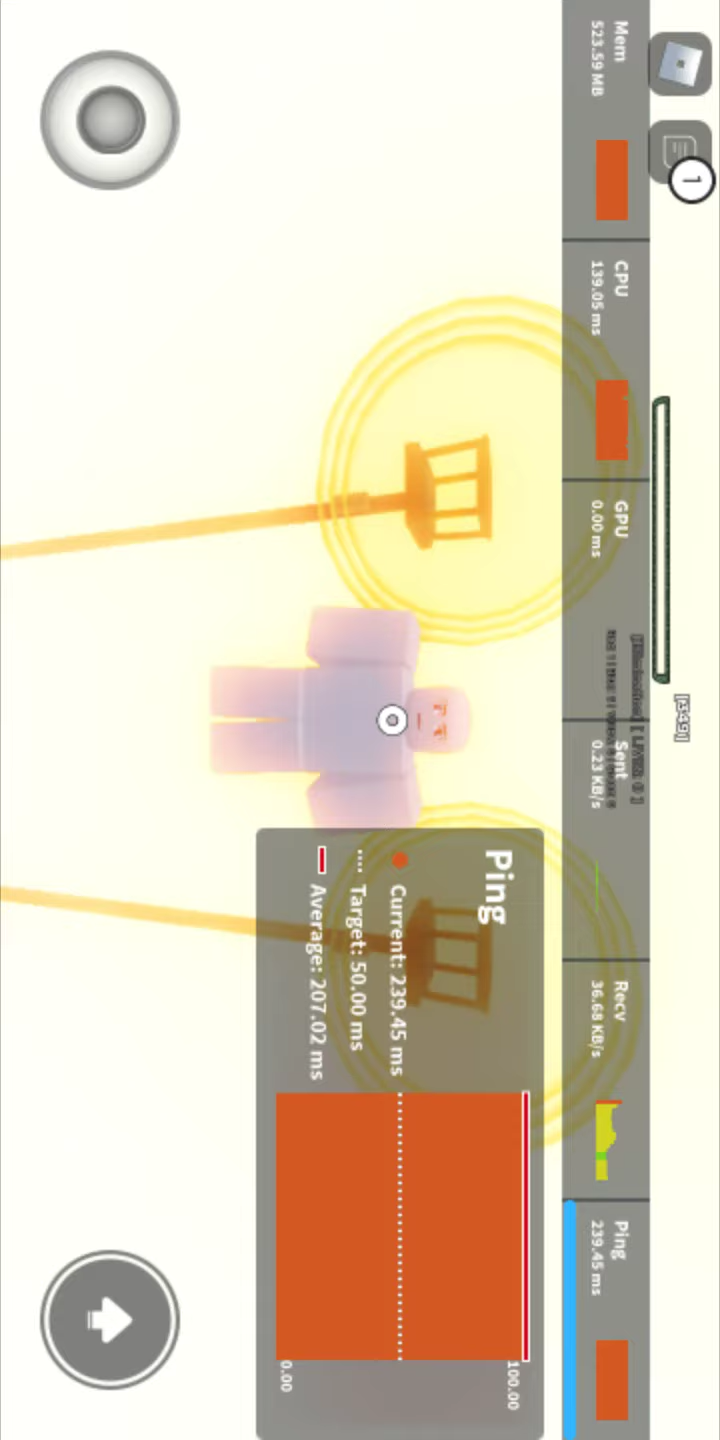 1
Mem
523.59 MB
CPU
139.05 ms
GPU
0.00 ms
Sent
0.23 KB/s
Recv
36.68 KB/s
Ping
239.45 ms
Ping
Current: 239.45 ms
Target: 50.00 ms
Average: 207.02 ms
100.00
0.00